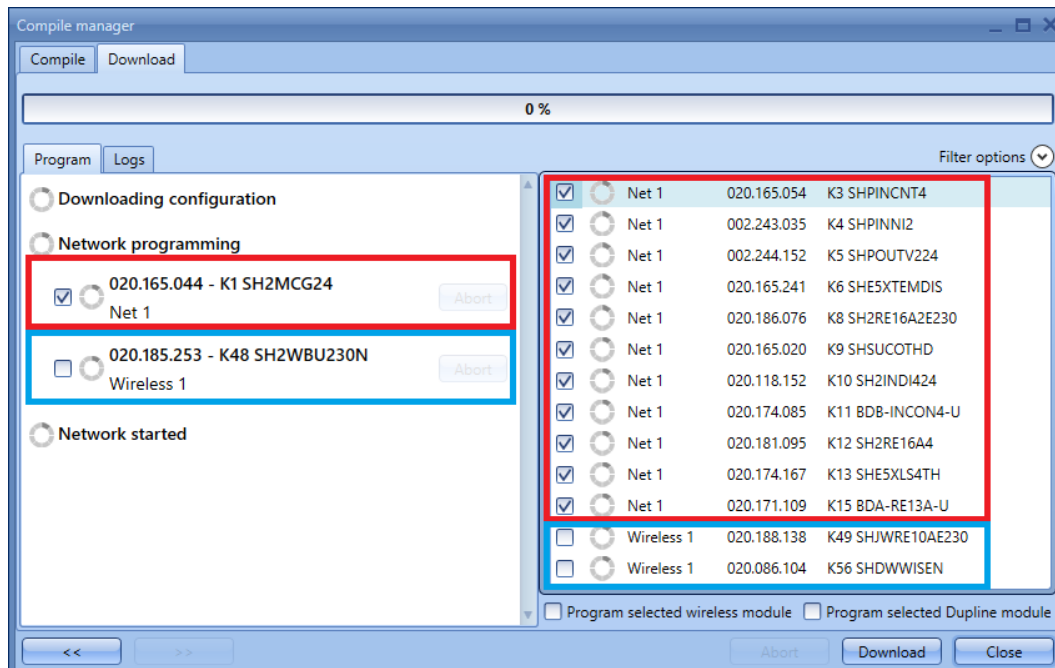 Compile manager
Compile Download
0 %
Program Logs
Filter options
Downloading configuration
Network programming
020.165.044 - K1 SH2MCG24
Net 1
Abort
020.185.253 - K48 SH2WBU230N
Wireless 1
Abort
Network started
Net 1 020.165.054 K3 SHPINCNT4
Net 1 002.243.035 K4 SHPINNI2
Net 1 002.244.152 K5 SHPOUTV224
Net 1 020.165.241 K6 SHE5XTEMDIS
Net 1 020.186.076 K8 SH2RE16A2E230
Net 1 020.165.020 K9 SHSUCOTHD
Net 1 020.118.152 K10 SH2INDI424
Net 1 020.174.085 K11 BDB-INCON4-U
Net 1 020.181.095 K12 SH2RE16A4
Net 1 020.174.167 K13 SHE5XLS4TH
Net 1 020.171.109 K15 BDA-RE13A-U
Wireless 1 020.188.138 K49 SHJWRE10AE230
Wireless 1 020.086.104 K56 SHDWWISEN
Program selected wireless module Program selected Dupline module
<< >> Abort Download Close